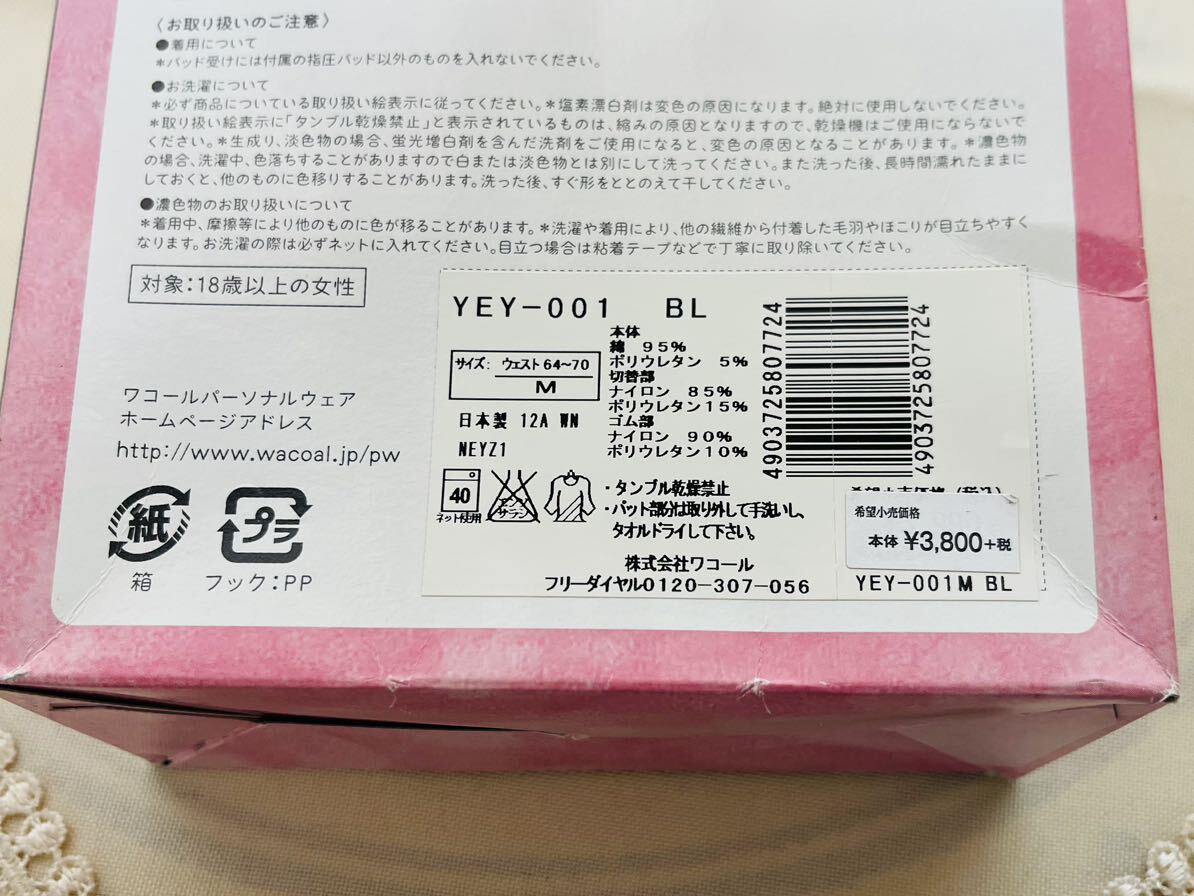 〈お取り扱いのご注意〉
●着用について
＊パッド受けには付属の指圧パッド以外のものを入れないでください。
●お洗濯について
＊必ず商品についている取り扱い絵表示に従ってください。＊塩素漂白剤は変色の原因になります。絶対に使用しないでください。
＊取り扱い絵表示に「タンブル乾燥禁止」と表示されているものは、縮みの原因となりますので、乾燥機はご使用にならないで
ください。＊生成り、淡色物の場合、蛍光増白剤を含んだ洗剤をご使用になると、変色の原因となることがあります。＊濃色物
の場合、洗濯中、色落ちすることがありますので白または淡色物とは別にして洗ってください。また洗った後、長時間濡れたままに
しておくと、他のものに色移りすることがあります。洗った後、すぐ形をととのえて干してください。
●濃色物のお取り扱いについて
＊着用中、摩擦等により他のものに色が移ることがあります。＊洗濯や着用により、他の繊維から付着した毛羽やほこりが目立ちやすく
なります。お洗濯の際は必ずネットに入れてください。目立つ場合は粘着テープなどで丁寧に取り除いてください。
対象:18歳以上の女性
ワコールパーソナルウェア
ホームページアドレス
http://www.wacoal.jp/pw
紙
箱
プラ
フック:PP
YEY-001 BL
サイズ: ウェスト64~70
M
日本製 12A WN
NEYZ1
本体
綿 95%
ポリウレタン 5%
切替部
ナイロン 85%
ポリウレタン15%
ゴム部
ナイロン 90%
ポリウレタン10%
4903725807724
4903725807724
40
ネット使用
・タンブル乾燥禁止
・パット部分は取り外して手洗いし、
タオルドライして下さい。
株式会社ワコール
フリーダイヤル0120-307-056
希望小売価格 (税込)
希望小売価格
本体 ¥3,800+税
YEY-001M BL